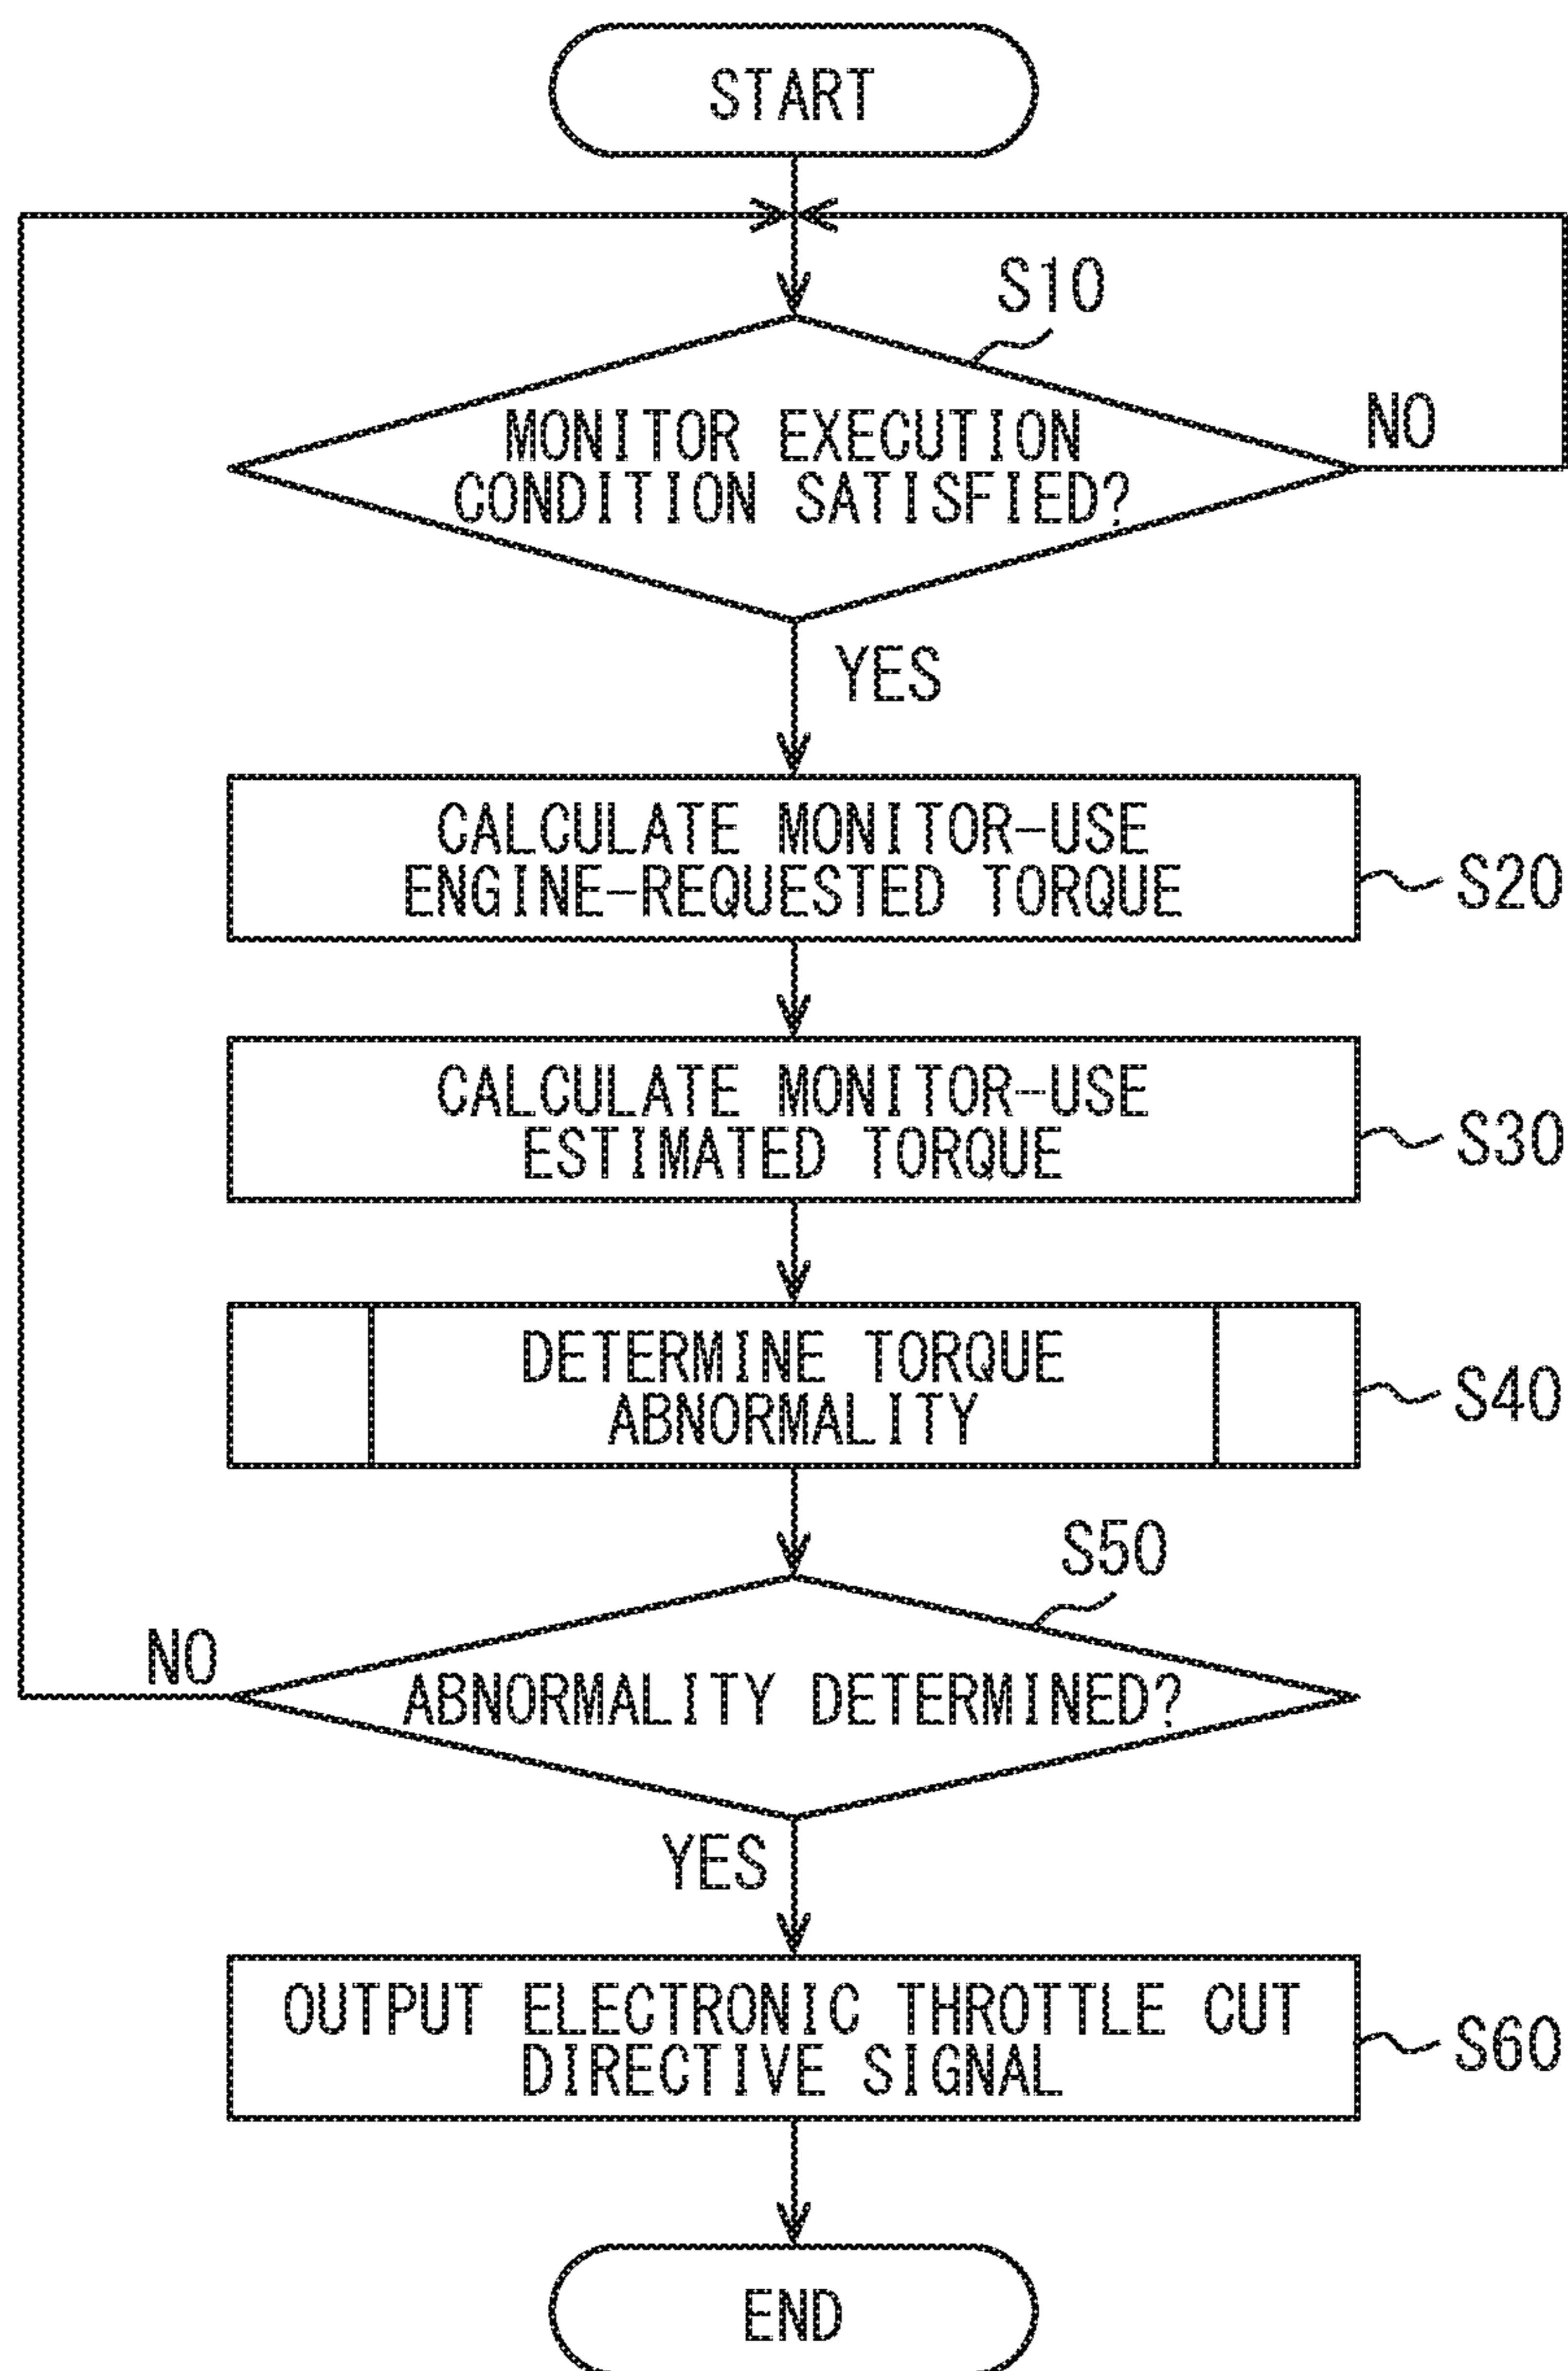 START
S10
MONITOR EXECUTION
CONDITION SATISFIED?
NO
YES
CALCULATE MONITOR-USE
ENGINE-REQUESTED TORQUE
S20
CALCULATE MONITOR-USE
ESTIMATED TORQUE
S30
DETERMINE TORQUE
ABNORMALITY
S40
S50
NO
ABNORMALITY DETERMINED?
YES
OUTPUT ELECTRONIC THROTTLE CUT
DIRECTIVE SIGNAL
S60
END